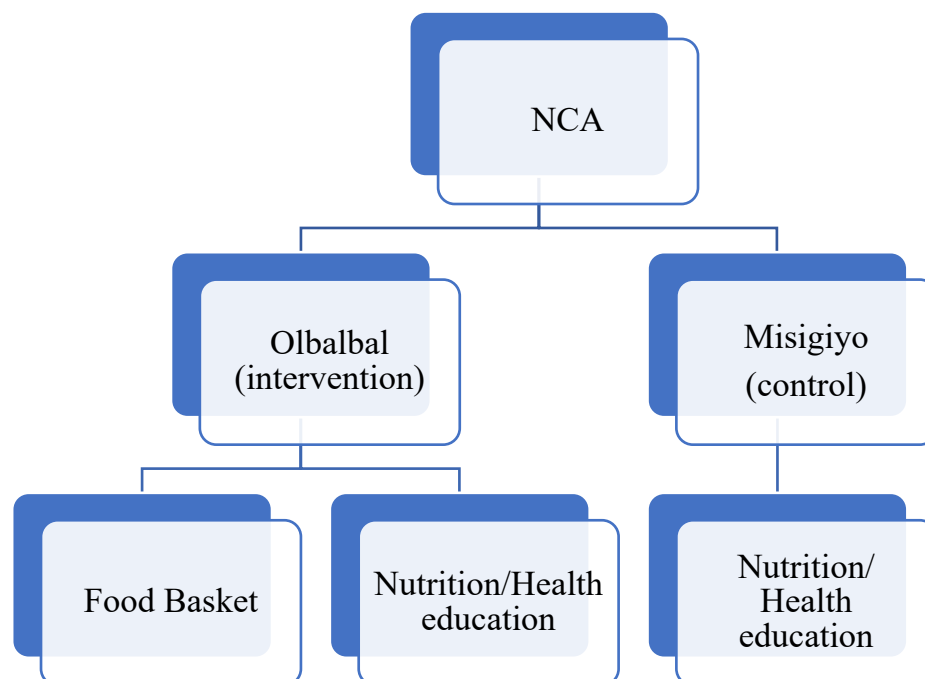 NCA
Olbalbal
(intervention)
Misigiyo
(control)
Food Basket
Nutrition/Health
education
Nutrition/
Health
education